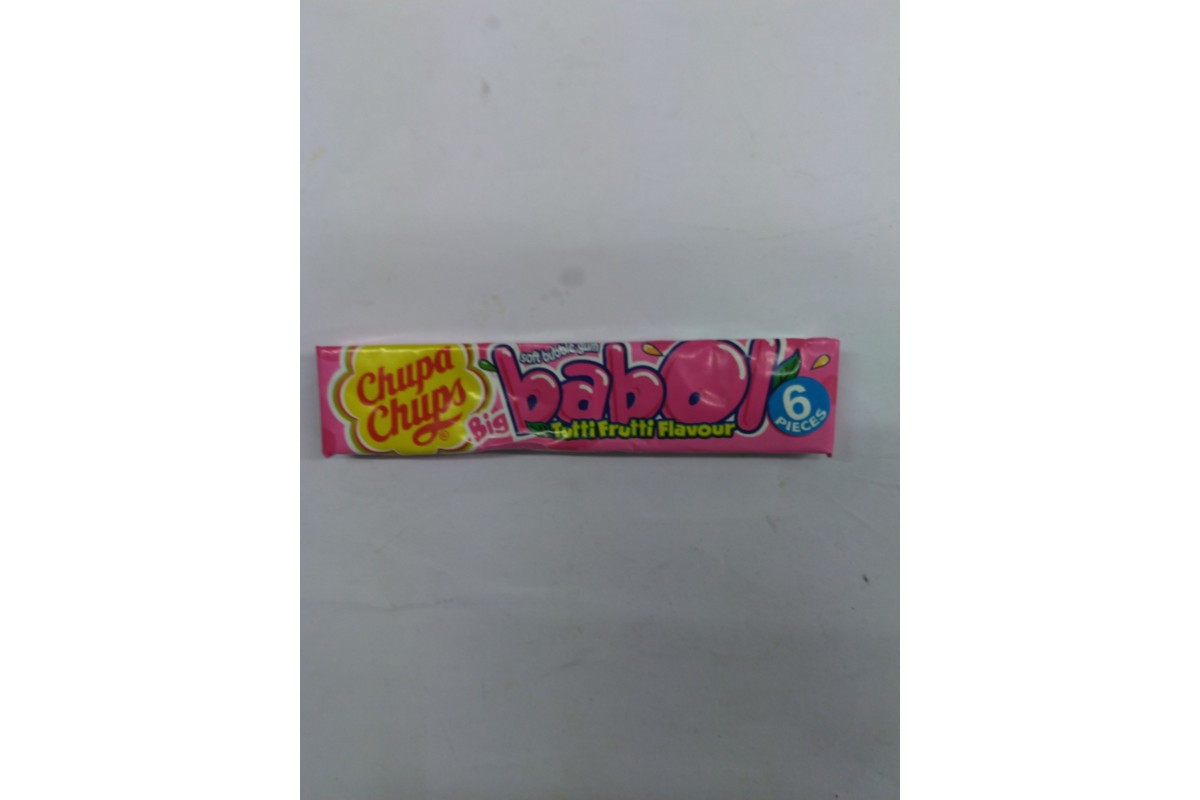 Chupa
Chups
®
Big
soft bubble gum
babol
Tutti Frutti Flavour
6
PIECES